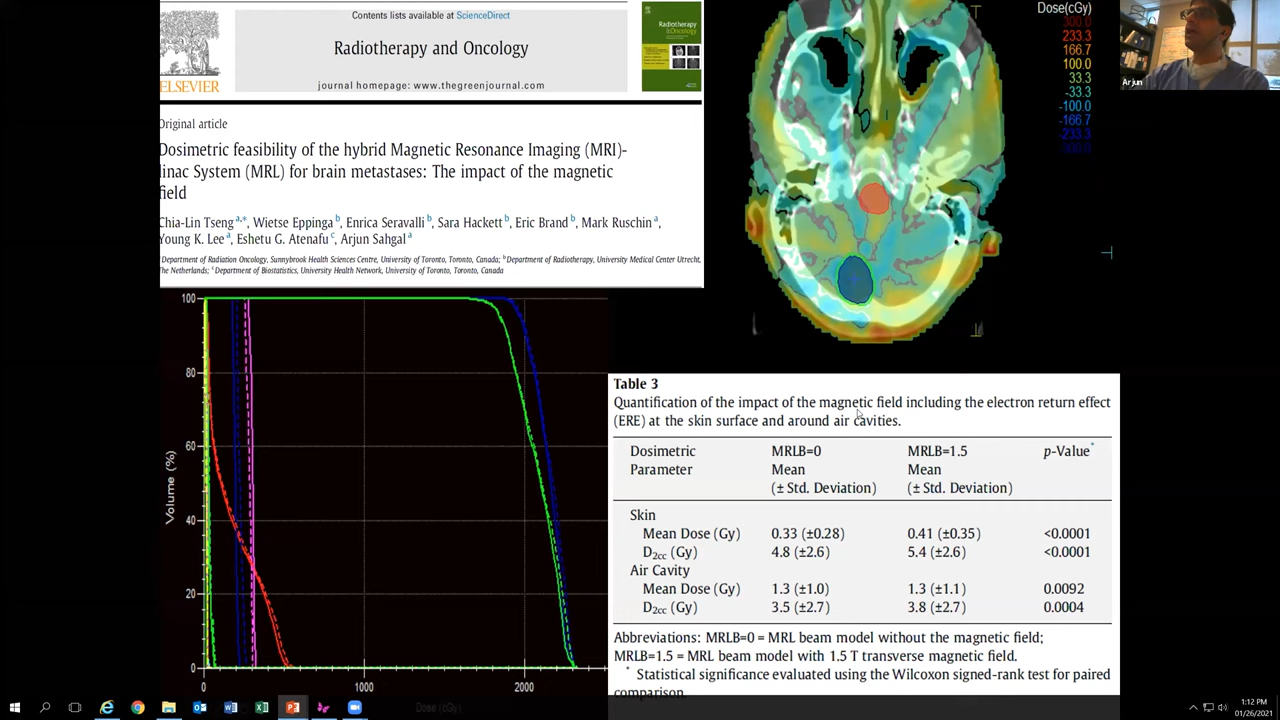 Contents lists available at ScienceDirect
Radiotherapy and Oncology
journal homepage: www.thegreenjournal.com
ELSEVIER
Radiotherapy
Original article
Dosimetric feasibility of the hybrid Magnetic Resonance Imaging (MRI)-
linac System (MRL) for brain metastases: The impact of the magnetic
field
Chia-Lin Tseng a,*, Wietse Eppinga b, Enrica Seravalli b, Sara Hackett b, Eric Brand b, Mark Ruschin a,
Young K. Lee a, Eshetu G. Atenafu c, Arjun Sahgal a
a Department of Radiation Oncology, Sunnybrook Health Sciences Centre, University of Toronto, Toronto, Canada; b Department of Radiotherapy, University Medical Center Utrecht,
The Netherlands; c Department of Biostatistics, University Health Network, University of Toronto, Toronto, Canada
Dose(cGy)
300.0
233.3
166.7
100.0
33.3
-33.3
-100.0
-166.7
-233.3
-300.0
Arjun
100
80
60
40
20
0
Volume (%)
0
1000
2000
Dose (cGy)
Table 3
Quantification of the impact of the magnetic field including the electron return effect
(ERE) at the skin surface and around air cavities.
Dosimetric MRLB=0 MRLB=1.5 p-Value*
Parameter Mean Mean
(± Std. Deviation) (± Std. Deviation)
Skin
Mean Dose (Gy) 0.33 (±0.28) 0.41 (±0.35) <0.0001
D2cc (Gy) 4.8 (±2.6) 5.4 (±2.6) <0.0001
Air Cavity
Mean Dose (Gy) 1.3 (±1.0) 1.3 (±1.1) 0.0092
D2cc (Gy) 3.5 (±2.7) 3.8 (±2.7) 0.0004
Abbreviations: MRLB=0 = MRL beam model without the magnetic field;
MRLB=1.5 = MRL beam model with 1.5 T transverse magnetic field.
* Statistical significance evaluated using the Wilcoxon signed-rank test for paired
comparison.
1:12 PM
01/26/2021